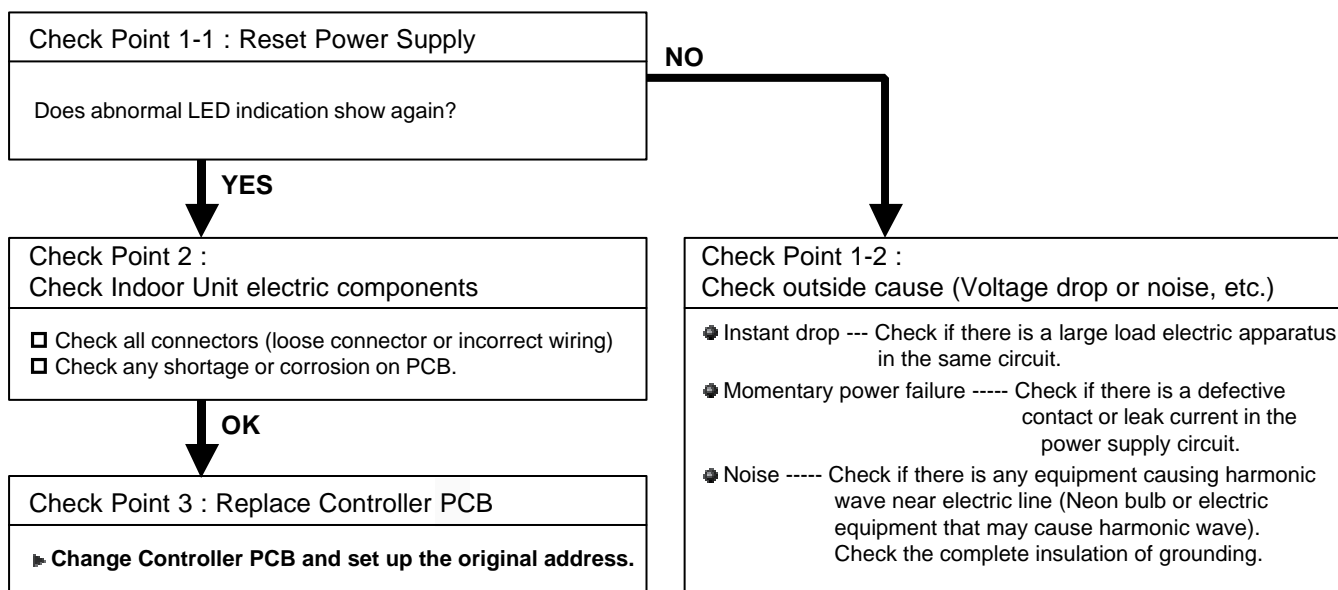 Check Point 1-1 : Reset Power Supply
Does abnormal LED indication show again?
NO
YES
Check Point 2 :
Check Indoor Unit electric components
Check all connectors (loose connector or incorrect wiring)
Check any shortage or corrosion on PCB.
OK
Check Point 3 : Replace Controller PCB
Change Controller PCB and set up the original address.
Check Point 1-2 :
Check outside cause (Voltage drop or noise, etc.)
Instant drop --- Check if there is a large load electric apparatus
in the same circuit.
Momentary power failure ----- Check if there is a defective
contact or leak current in the
power supply circuit.
Noise ----- Check if there is any equipment causing harmonic
wave near electric line (Neon bulb or electric
equipment that may cause harmonic wave).
Check the complete insulation of grounding.